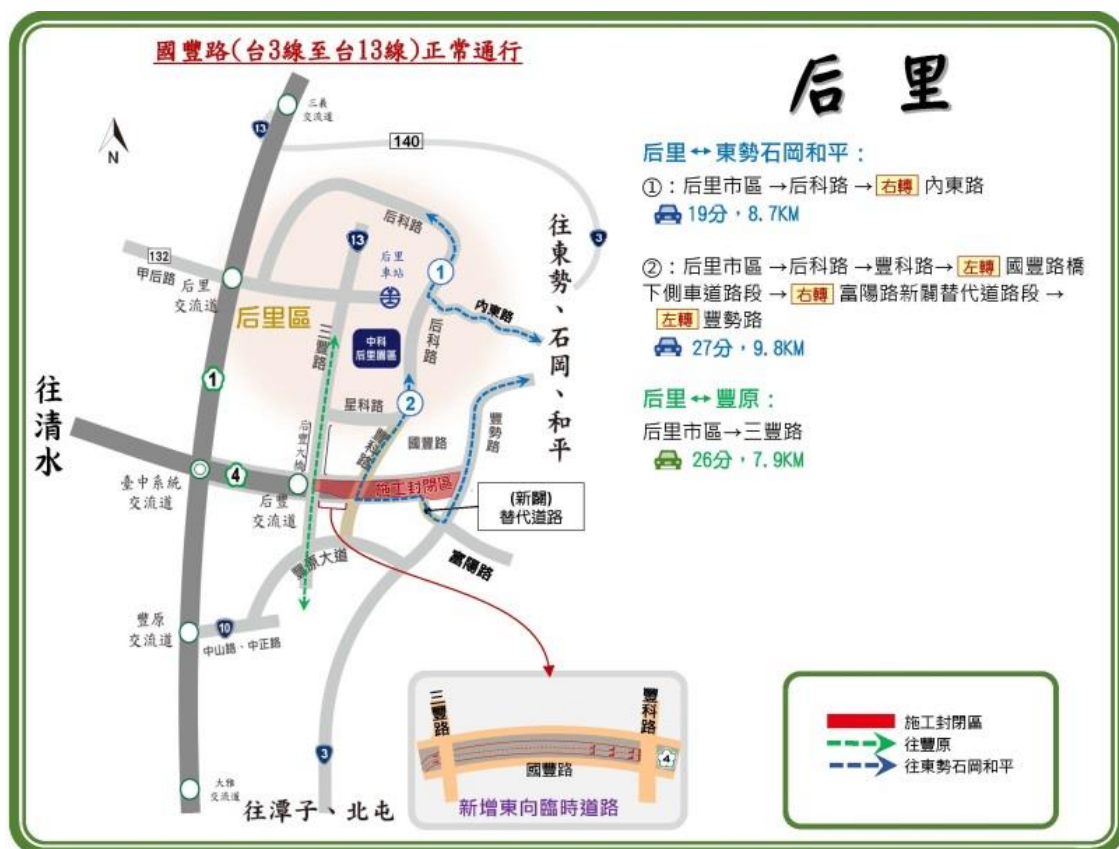 國豐路(台3線至台13線)正常通行
后里
后里↔東勢石岡和平：
①：后里市區→后科路→右轉 內東路
19分，8.7KM
②：后里市區→后科路→豐科路→左轉 國豐路橋
下側車道路段→右轉 富陽路新闢替代道路段→
左轉 豐勢路
27分，9.8KM
后里↔豐原：
后里市區→三豐路
26分，7.9KM
三義
交流道
13
140
N
后科路
13
3
往東勢、石岡、和平
132
甲后路
后里
交流道
后里
車站
1
內東路
后里區
三豐路
中科
后里園區
后科路
1
往清水
2
星科路
豐勢路
后豐大橋
豐科路
國豐路
臺中系統
交流道
4
后豐
交流道
施工封閉區
(新闢)
替代道路
豐原大道
富陽路
豐原
交流道
10
中山路、中正路
3
大雅
交流道
往潭子、北屯
三豐路
豐科路
4
國豐路
新增東向臨時道路
施工封閉區
往豐原
往東勢石岡和平